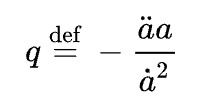 q ≝ − äa / ȧ²